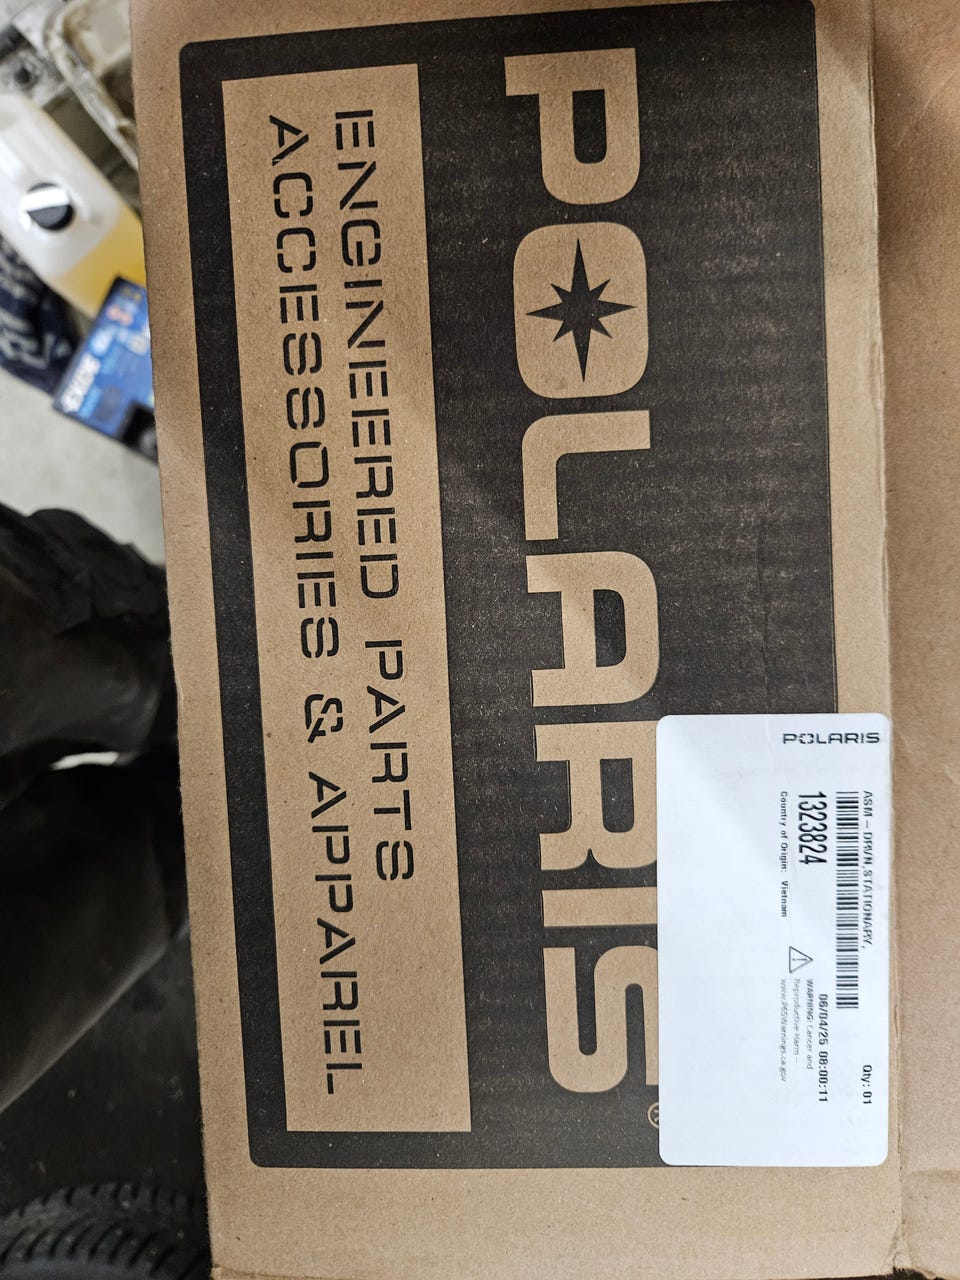 POLARIS®
ENGINEERED PARTS
ACCESSORIES & APPAREL
POLARIS
ASM - DRVN,STATIONARY, Qty: 01
1323824
06/04/25 08:00:11
Country of Origin: Vietnam
WARNING: Cancer and
Reproductive Harm -
www.P65Warnings.ca.gov
EXIDE